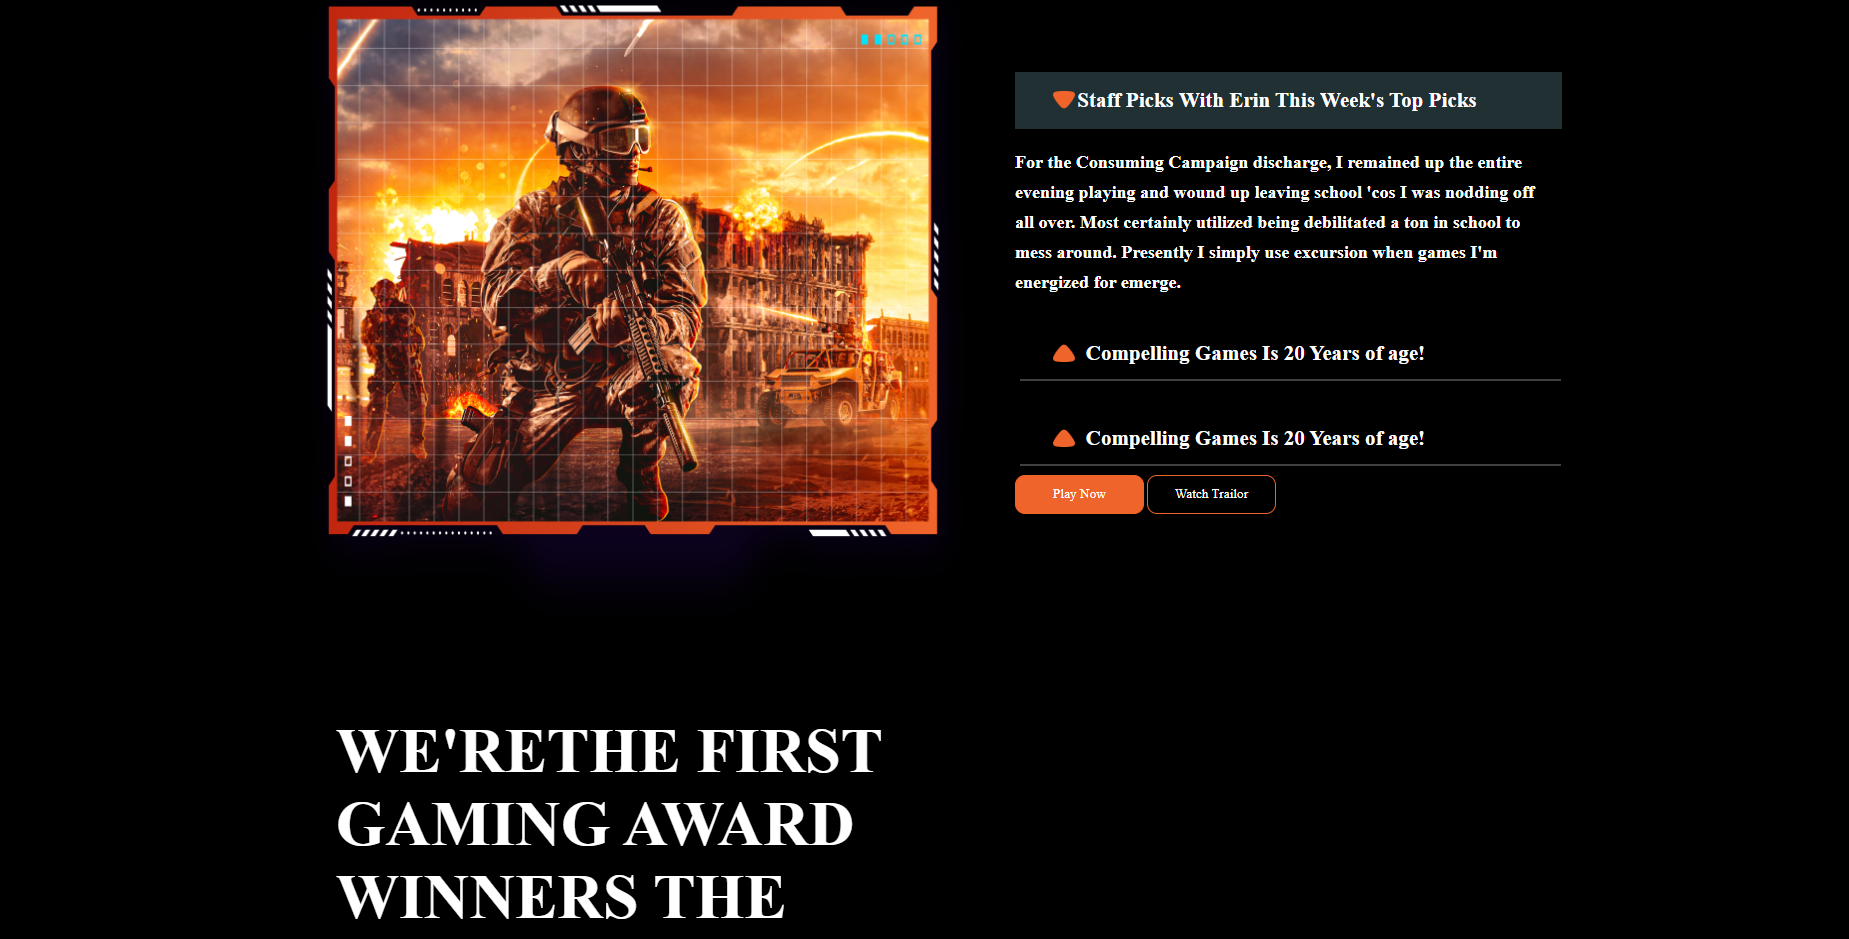 Staff Picks With Erin This Week's Top Picks
For the Consuming Campaign discharge, I remained up the entire
evening playing and wound up leaving school 'cos I was nodding off
all over. Most certainly utilized being debilitated a ton in school to
mess around. Presently I simply use excursion when games I'm
energized for emerge.
Compelling Games Is 20 Years of age!
Compelling Games Is 20 Years of age!
Play Now
Watch Trailor
WE'RETHE FIRST
GAMING AWARD
WINNERS THE